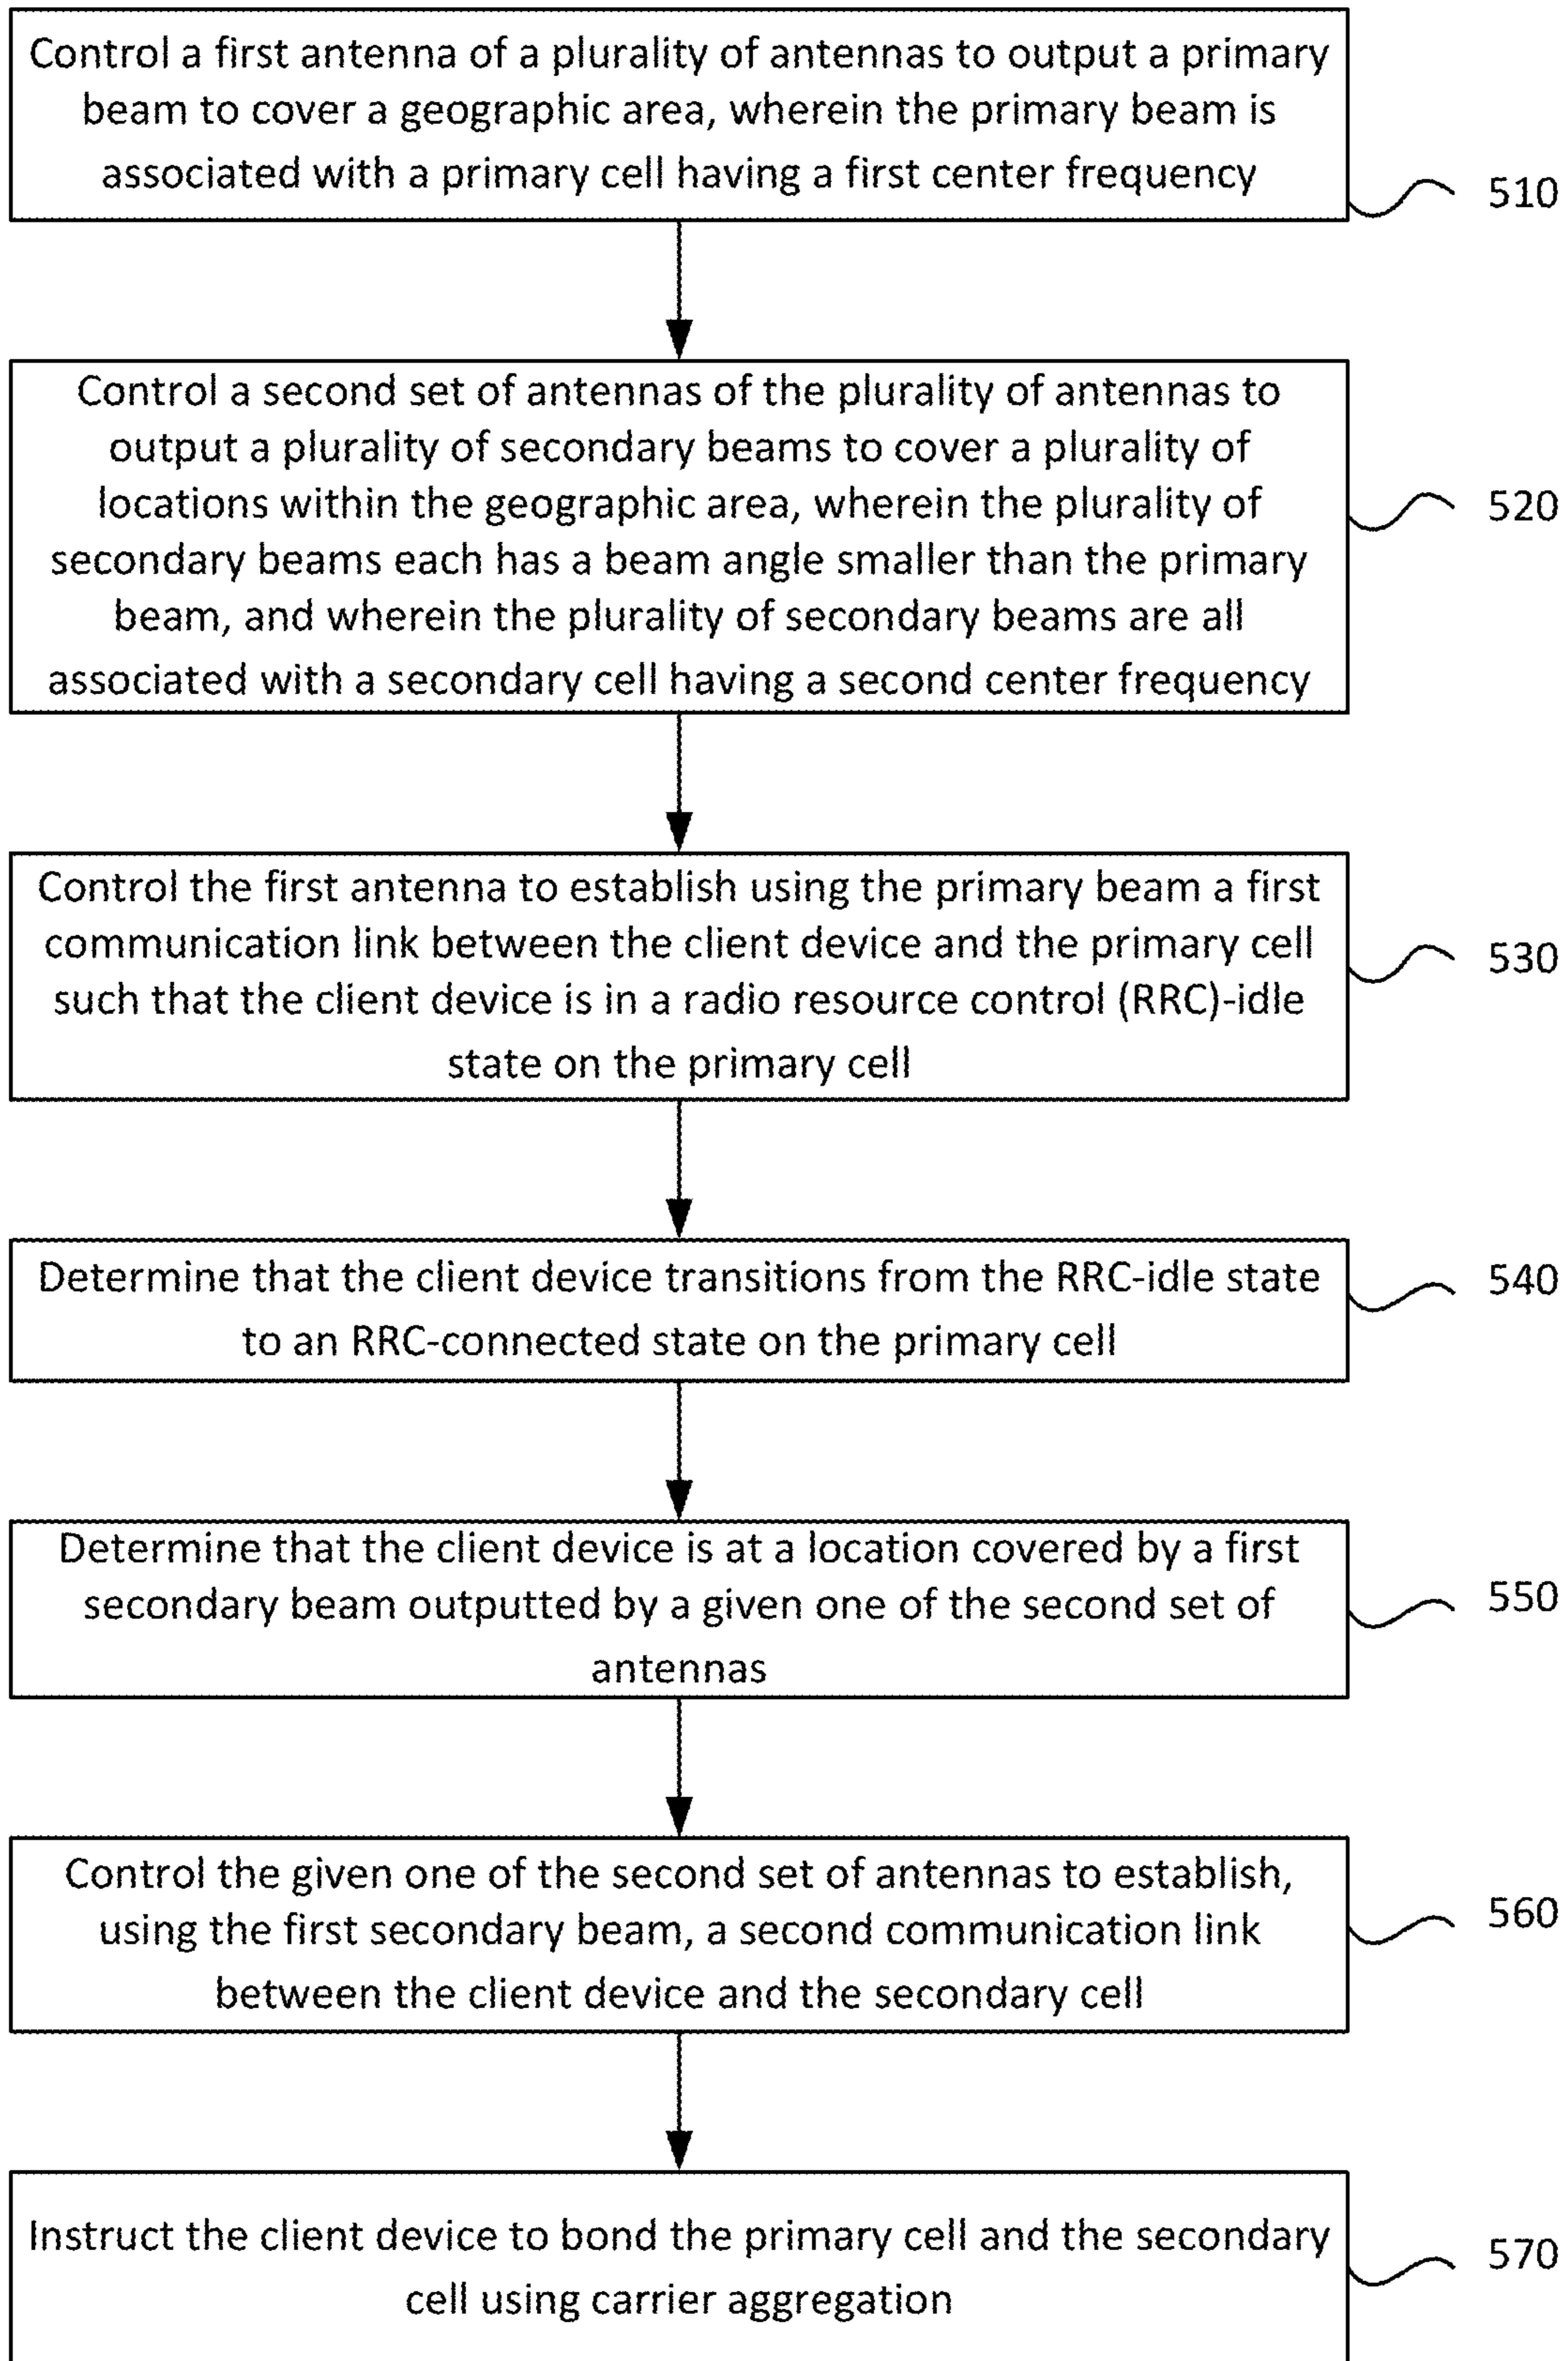 Control a first antenna of a plurality of antennas to output a primary
beam to cover a geographic area, wherein the primary beam is
associated with a primary cell having a first center frequency
510
Control a second set of antennas of the plurality of antennas to
output a plurality of secondary beams to cover a plurality of
locations within the geographic area, wherein the plurality of
secondary beams each has a beam angle smaller than the primary
beam, and wherein the plurality of secondary beams are all
associated with a secondary cell having a second center frequency
520
Control the first antenna to establish using the primary beam a first
communication link between the client device and the primary cell
such that the client device is in a radio resource control (RRC)-idle
state on the primary cell
530
Determine that the client device transitions from the RRC-idle state
to an RRC-connected state on the primary cell
540
Determine that the client device is at a location covered by a first
secondary beam outputted by a given one of the second set of
antennas
550
Control the given one of the second set of antennas to establish,
using the first secondary beam, a second communication link
between the client device and the secondary cell
560
Instruct the client device to bond the primary cell and the secondary
cell using carrier aggregation
570